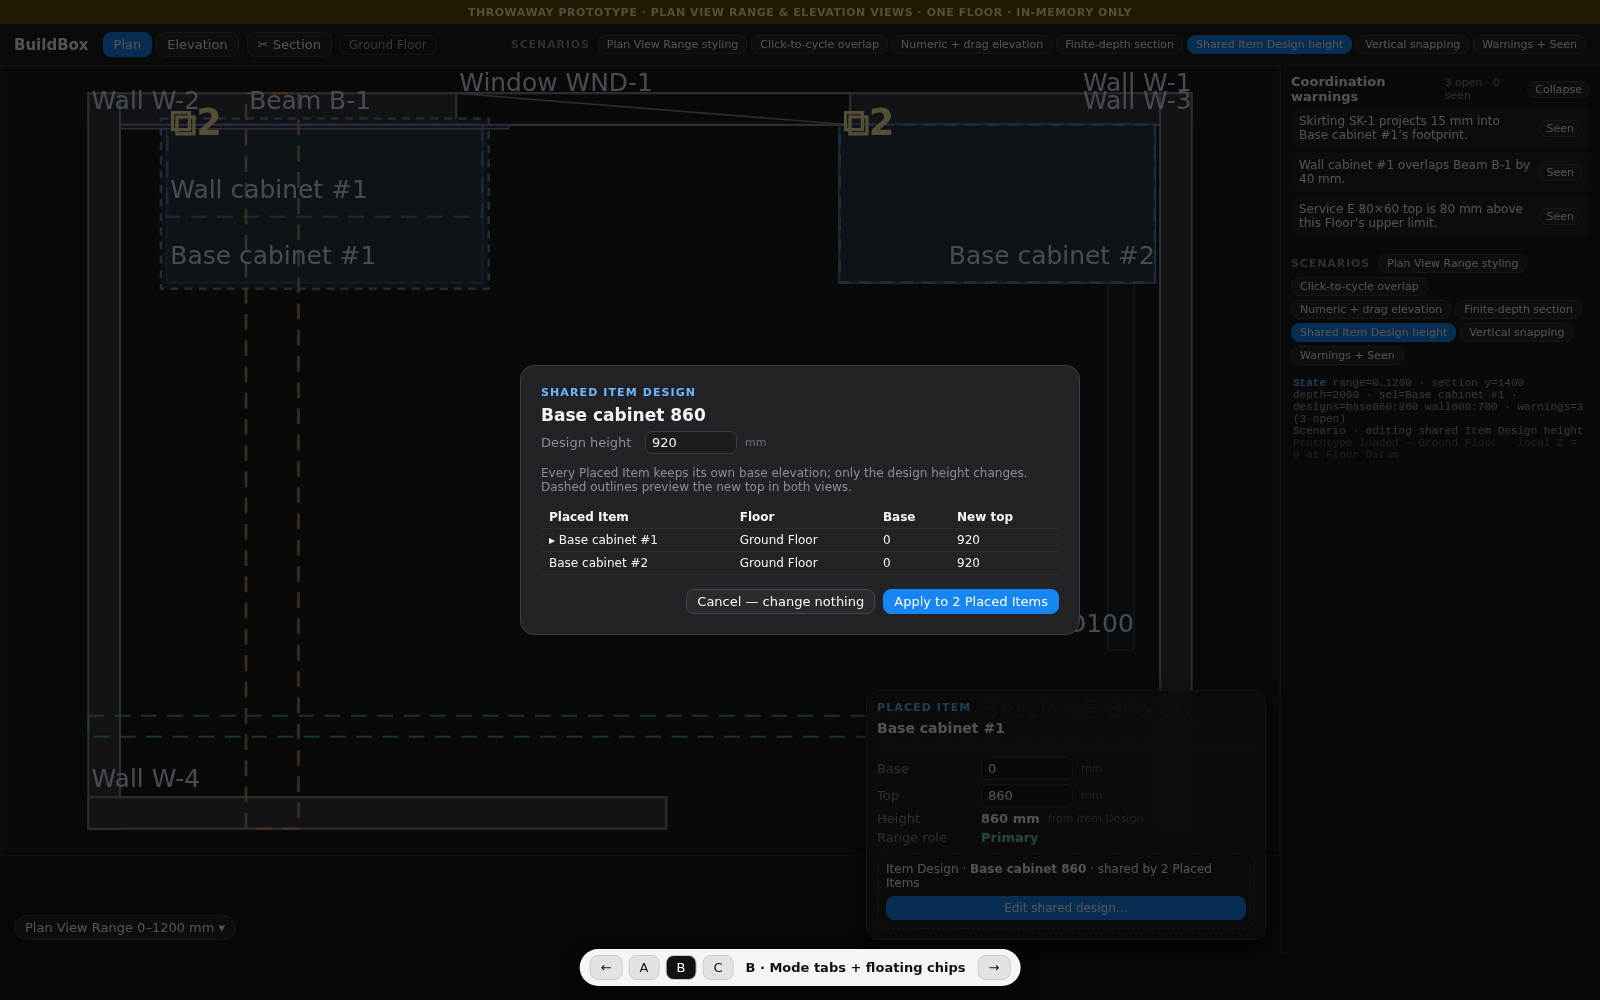 THROWAWAY PROTOTYPE · PLAN VIEW RANGE & ELEVATION VIEWS · ONE FLOOR · IN-MEMORY ONLY
BuildBox
Plan
Elevation
✂ Section
Ground Floor
SCENARIOS
Plan View Range styling
Click-to-cycle overlap
Numeric + drag elevation
Finite-depth section
Shared Item Design height
Vertical snapping
Warnings + Seen
Window WND-1
Wall W-1
Wall W-2
Beam B-1
Wall W-3
2
2
Wall cabinet #1
Base cabinet #1
Base cabinet #2
0100
Service E 80×60
Wall W-4
Coordination warnings
3 open · 0 seen
Collapse
Skirting SK-1 projects 15 mm into
Base cabinet #1’s footprint.
Seen
Wall cabinet #1 overlaps Beam B-1 by
40 mm.
Seen
Service E 80×60 top is 80 mm above
this Floor’s upper limit.
Seen
SCENARIOS
Plan View Range styling
Click-to-cycle overlap
Numeric + drag elevation
Finite-depth section
Shared Item Design height
Vertical snapping
Warnings + Seen
State range=0…1200 · section y=1400
depth=2000 · sel=Base cabinet #1 ·
designs=base860:860 wall600:700 · warnings=3
(3 open)
Scenario · editing shared Item Design height
Prototype loaded — Ground Floor · local Z =
0 at Floor Datum
SHARED ITEM DESIGN
Base cabinet 860
Design height
920
mm
Every Placed Item keeps its own base elevation; only the design height changes.
Dashed outlines preview the new top in both views.
Placed Item Floor Base New top
▸ Base cabinet #1 Ground Floor 0 920
Base cabinet #2 Ground Floor 0 920
Cancel — change nothing
Apply to 2 Placed Items
PLACED ITEM
Base cabinet #1
Base 0 mm
Top 860 mm
Height 860 mm from Item Design
Range role Primary
Item Design · Base cabinet 860 · shared by 2 Placed
Items
Edit shared design…
Plan View Range 0–1200 mm ▾
← A B C B · Mode tabs + floating chips →